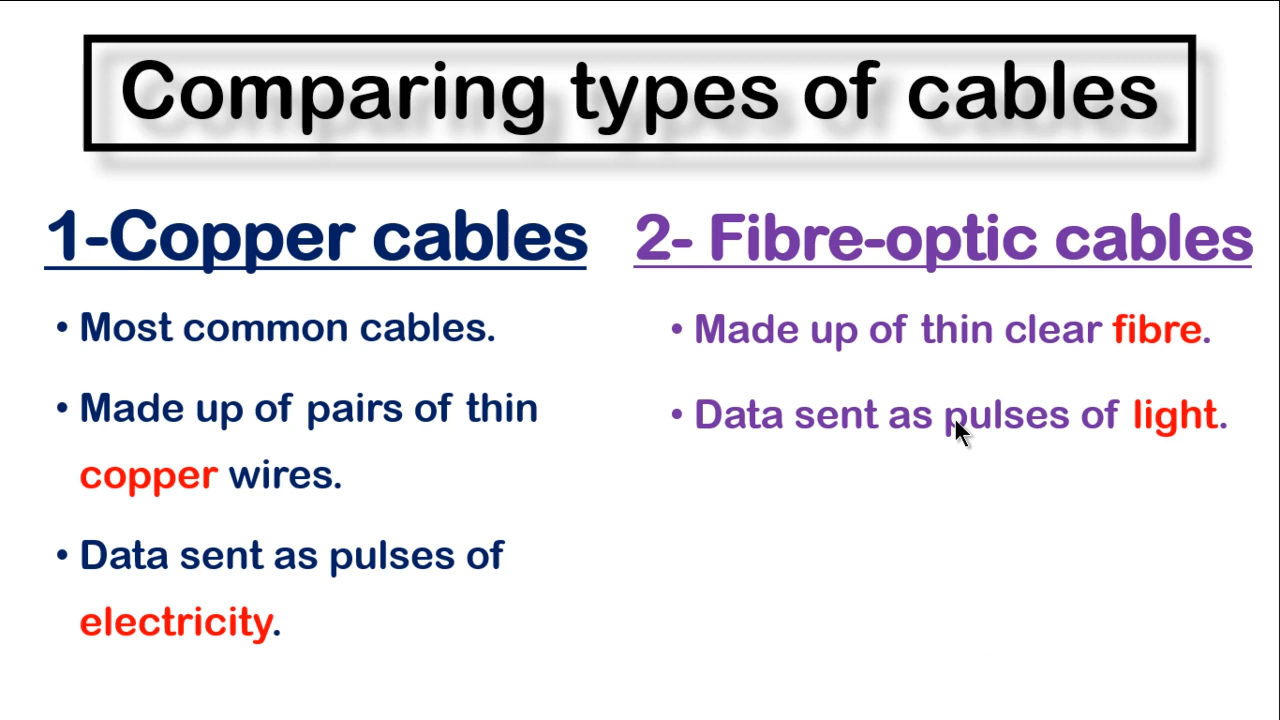 Comparing types of cables
1-Copper cables
• Most common cables.
• Made up of pairs of thin
copper wires.
• Data sent as pulses of
electricity.
2- Fibre-optic cables
• Made up of thin clear fibre.
• Data sent as pulses of light.